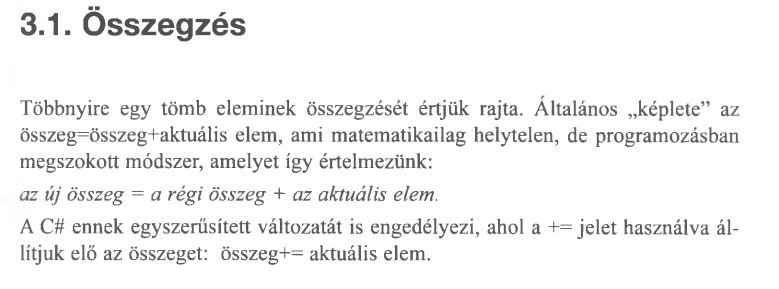 3.1. Összegzés
Többnyire egy tömb eleminek összegzését értjük rajta. Általános „képlete” az
összeg=összeg+aktuális elem, ami matematikailag helytelen, de programozásban
megszokott módszer, amelyet így értelmezünk:
az új összeg = a régi összeg + az aktuális elem.
A C# ennek egyszerűsített változatát is engedélyezi, ahol a += jelet használva ál-
lítjuk elő az összeget: összeg+= aktuális elem.